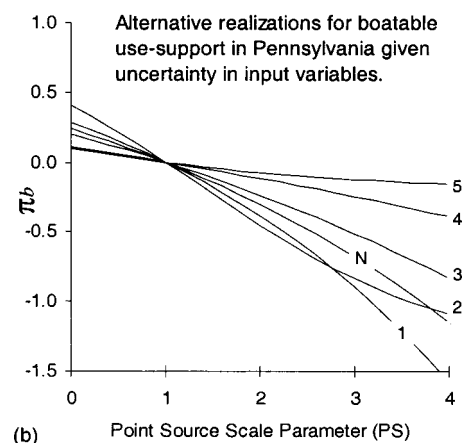 Alternative realizations for boatable
use-support in Pennsylvania given
uncertainty in input variables.
1.0
0.5
0.0
-0.5
-1.0
-1.5
πb
5
4
3
N
2
1
0 1 2 3 4
(b) Point Source Scale Parameter (PS)